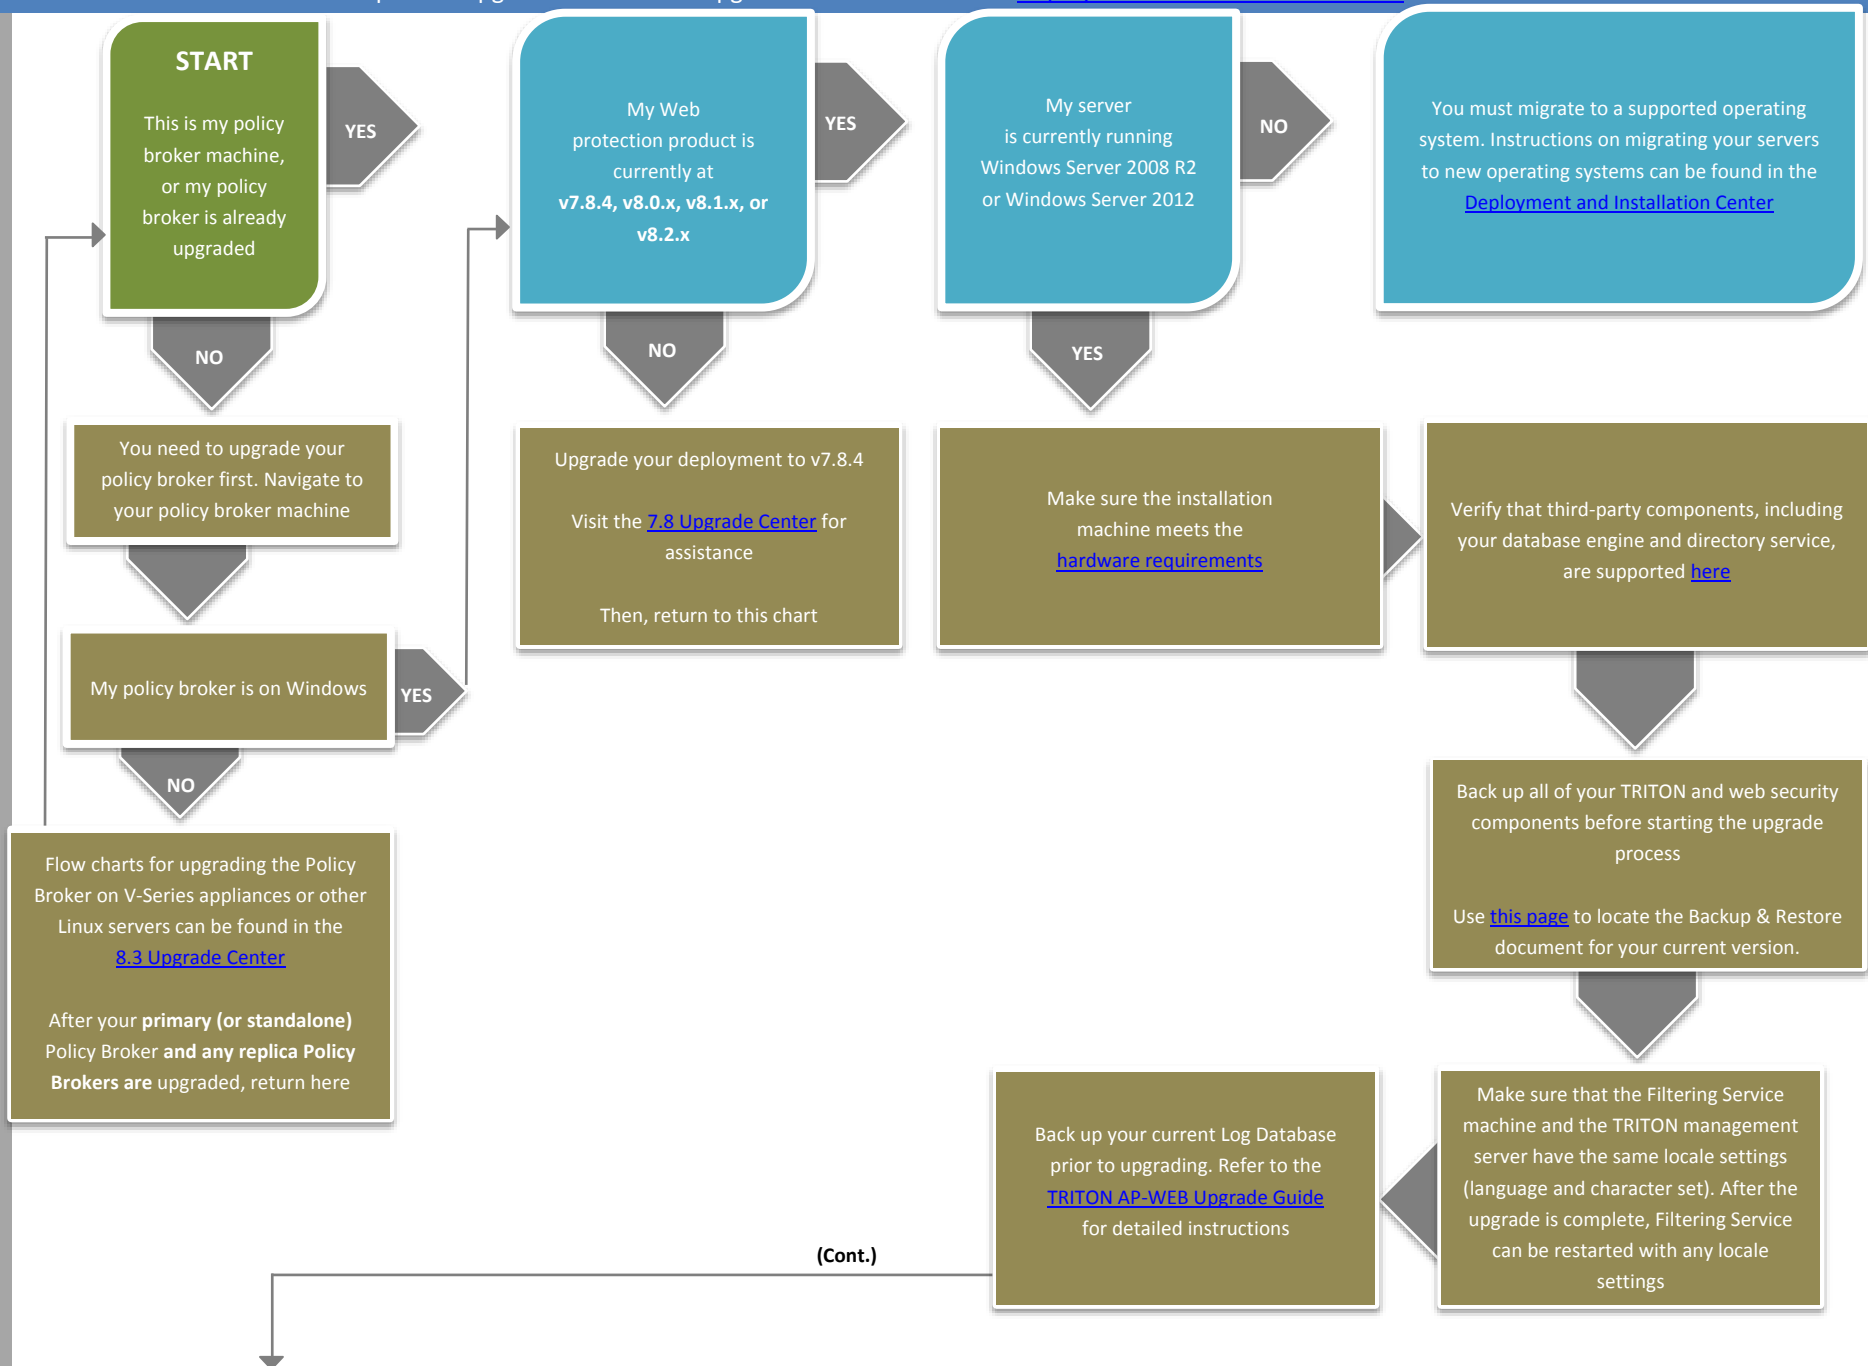 START
This is my policy
broker machine,
or my policy
broker is already
upgraded
YES
NO
My Web
protection product is
currently at
v7.8.4, v8.0.x, v8.1.x, or
v8.2.x
YES
NO
My server
is currently running
Windows Server 2008 R2
or Windows Server 2012
NO
YES
You must migrate to a supported operating
system. Instructions on migrating your servers
to new operating systems can be found in the
Deployment and Installation Center
You need to upgrade your
policy broker first. Navigate to
your policy broker machine
My policy broker is on Windows
YES
NO
Flow charts for upgrading the Policy
Broker on V-Series appliances or other
Linux servers can be found in the
8.3 Upgrade Center
After your primary (or standalone)
Policy Broker and any replica Policy
Brokers are upgraded, return here
Upgrade your deployment to v7.8.4
Visit the 7.8 Upgrade Center for
assistance
Then, return to this chart
Make sure the installation
machine meets the
hardware requirements
Verify that third-party components, including
your database engine and directory service,
are supported here
Back up all of your TRITON and web security
components before starting the upgrade
process
Use this page to locate the Backup & Restore
document for your current version.
Make sure that the Filtering Service
machine and the TRITON management
server have the same locale settings
(language and character set). After the
upgrade is complete, Filtering Service
can be restarted with any locale
settings
Back up your current Log Database
prior to upgrading. Refer to the
TRITON AP-WEB Upgrade Guide
for detailed instructions
(Cont.)